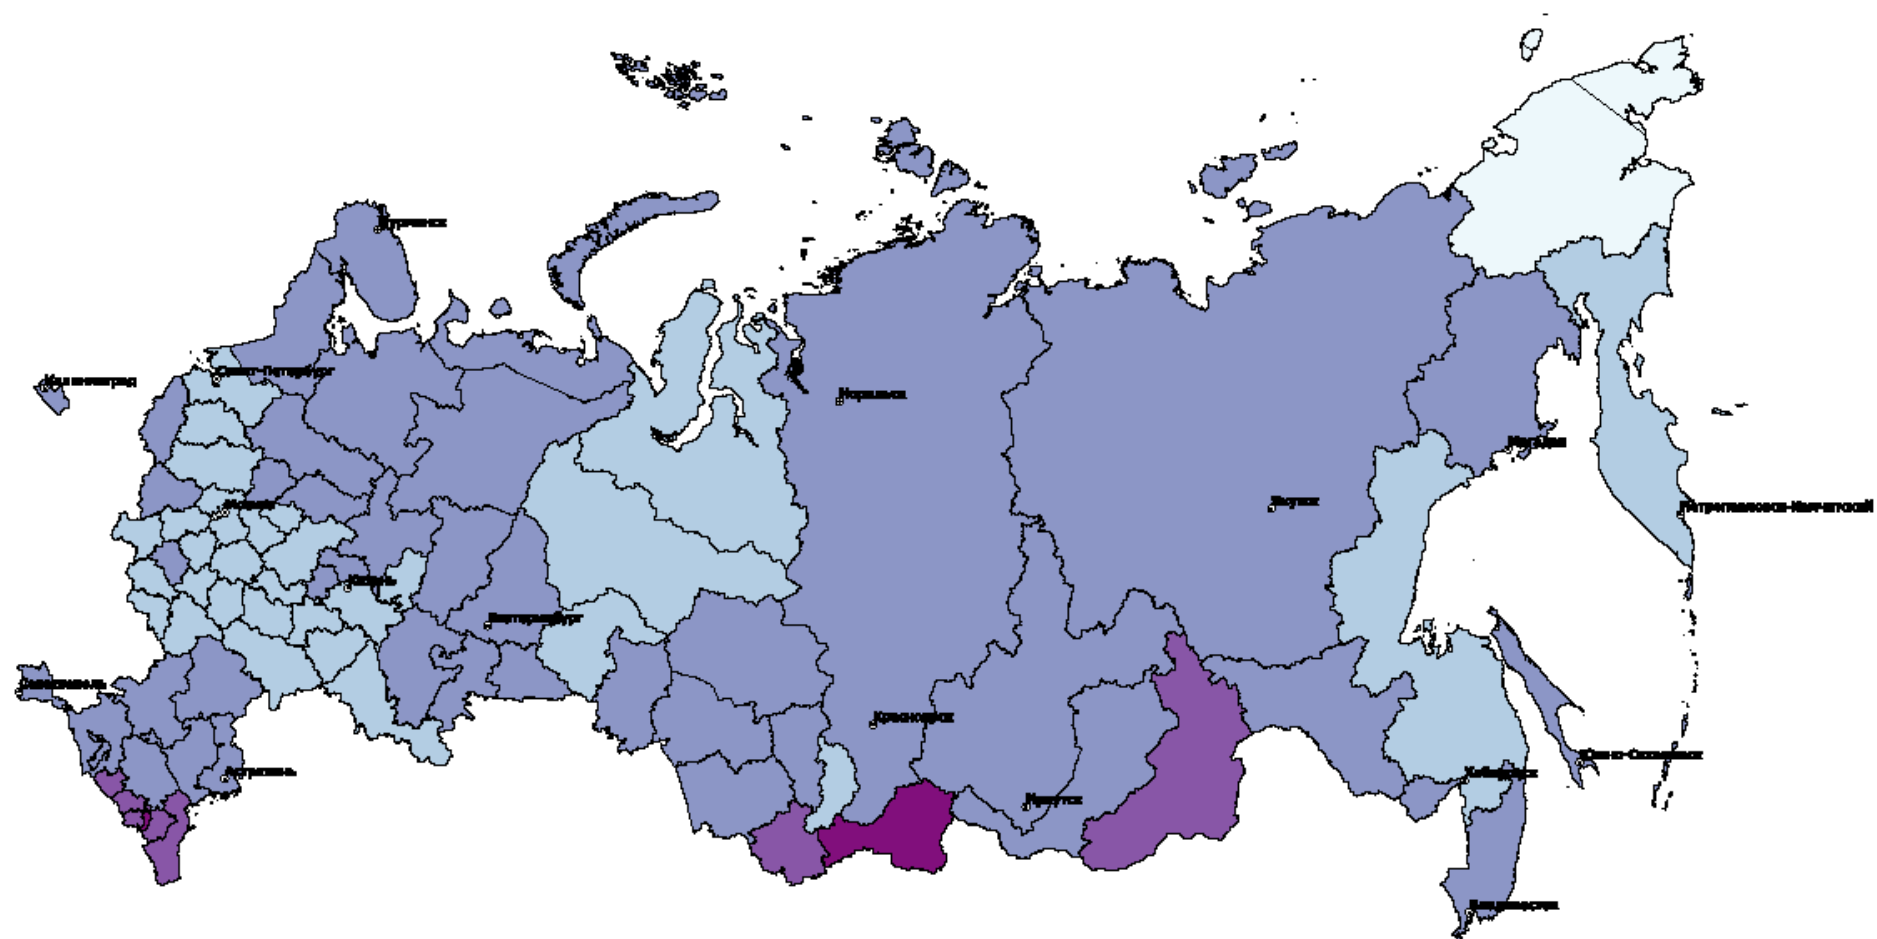 Мурманск
Санкт-Петербург
Калининград
Норильск
Магадан
Москва
Якутск
Петропавловск-Камчатский
Казань
Екатеринбург
Севастополь
Красноярск
Южно-Сахалинск
Астрахань
Хабаровск
Иркутск
Владивосток